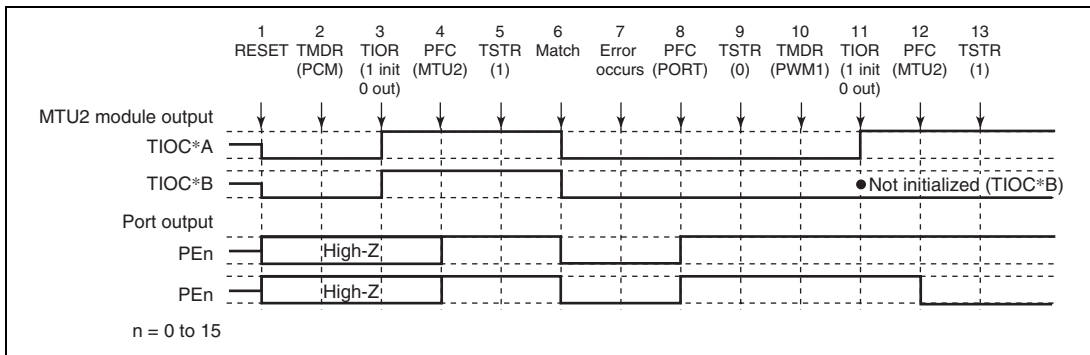 1 2 3 4 5 6 7 8 9 10 11 12 13
RESET TMDR TIOR PFC TSTR Match Error PFC TSTR TMDR TIOR PFC TSTR
(PCM) (1 init (MTU2) (1) occurs (PORT) (0) (PWM1) (1 init (MTU2) (1)
0 out) 0 out)
MTU2 module output
TIOC*A
TIOC*B
● Not initialized (TIOC*B)
Port output
PEn High-Z
PEn High-Z
n = 0 to 15